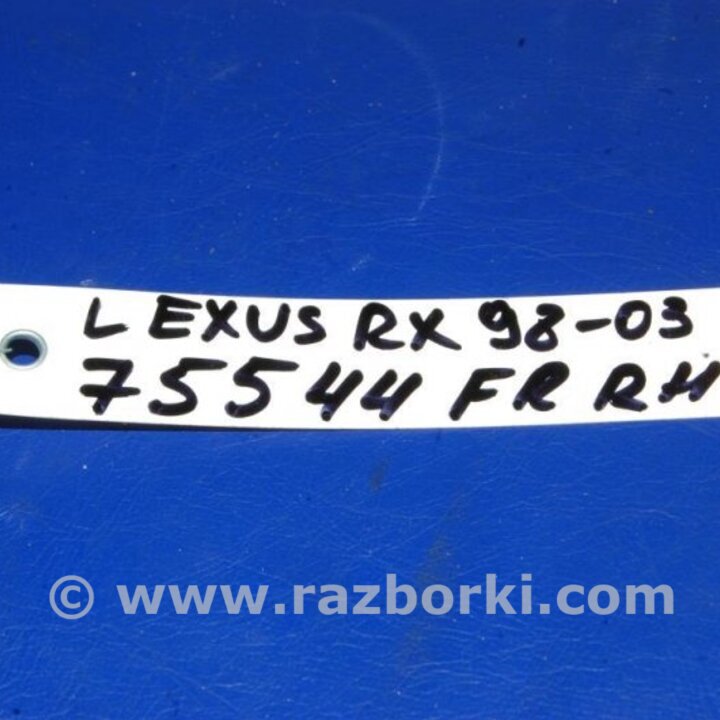 LEXUS RX 98-03
75544 FR RH
© www.razborki.com